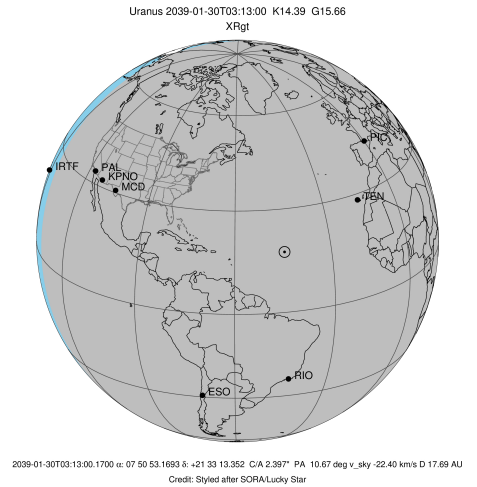 Uranus 2039-01-30T03:13:00 K14.39 G15.66
XRgt
PIC
IRTF
PAL
KPNO
MCD
TEN
RIO
ESO
2039-01-30T03:13:00.1700 α: 07 50 53.1693 δ: +21 33 13.352 C/A 2.397" PA 10.67 deg v_sky -22.40 km/s D 17.69 AU
Credit: Styled after SORA/Lucky Star